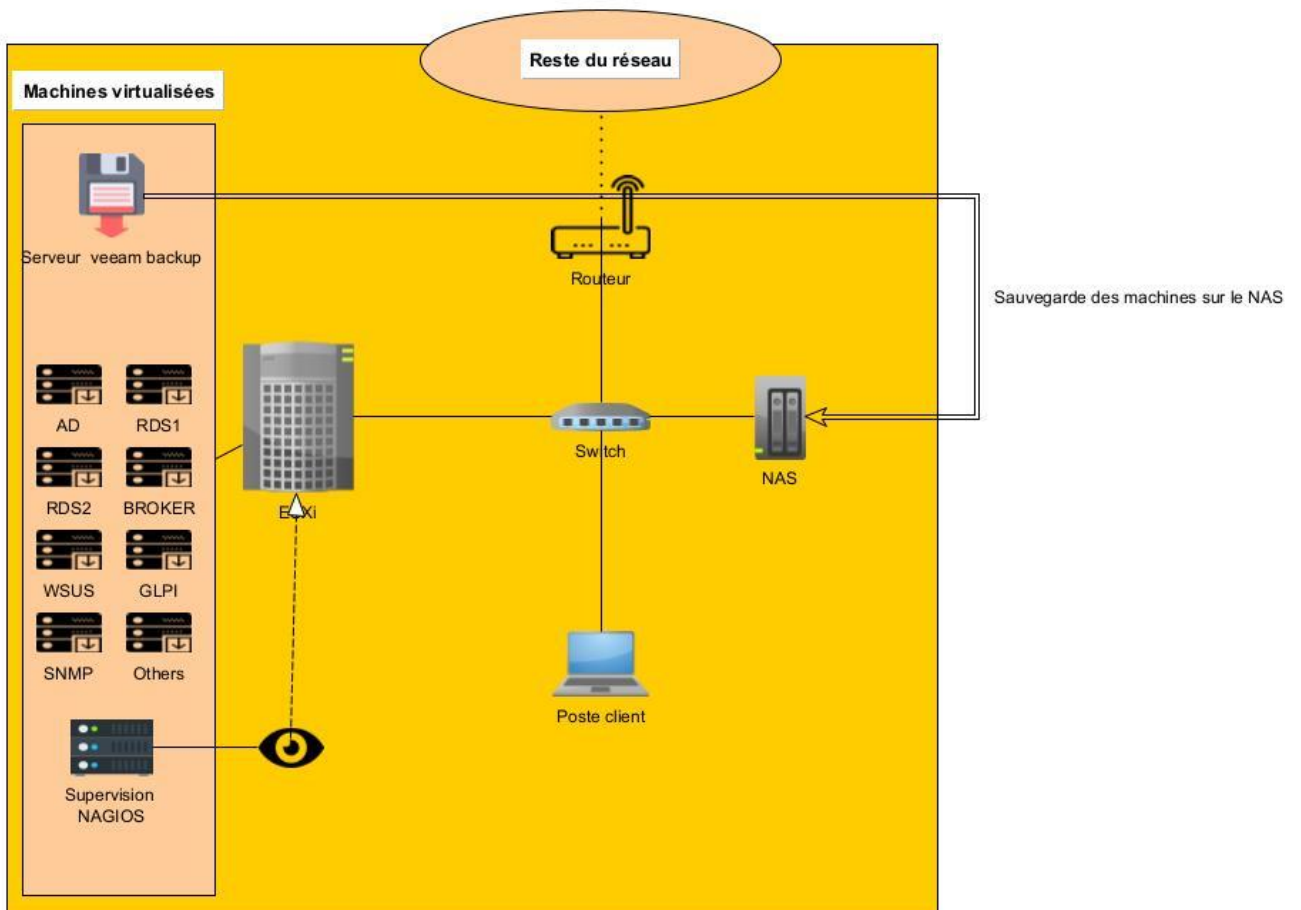 Reste du réseau
Machines virtualisées
Serveur veeam backup
Routeur
Sauvegarde des machines sur le NAS
AD
RDS1
Switch
NAS
RDS2
BROKER
ESXi
WSUS
GLPI
SNMP
Others
Poste client
Supervision
NAGIOS